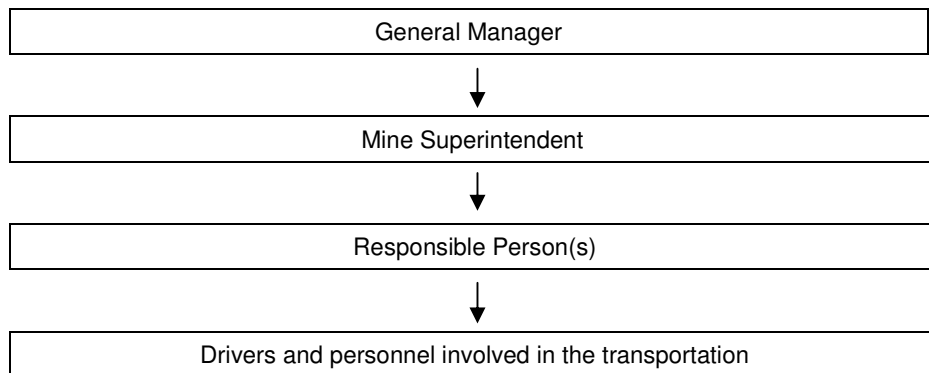 General Manager
Mine Superintendent
Responsible Person(s)
Drivers and personnel involved in the transportation